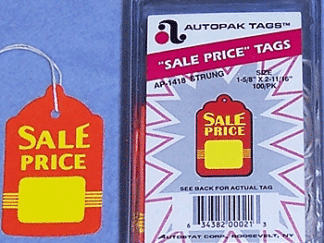 SALE
PRICE
AUTOPAK TAGS™
"SALE PRICE" TAGS
AP-1418 STRUNG
SIZE
1-5/8" X 2-11/16"
100/PK
SALE
PRICE
SEE BACK FOR ACTUAL TAG
6 34382 00021 3
AUTOSTAT CORP., ROOSEVELT, NY